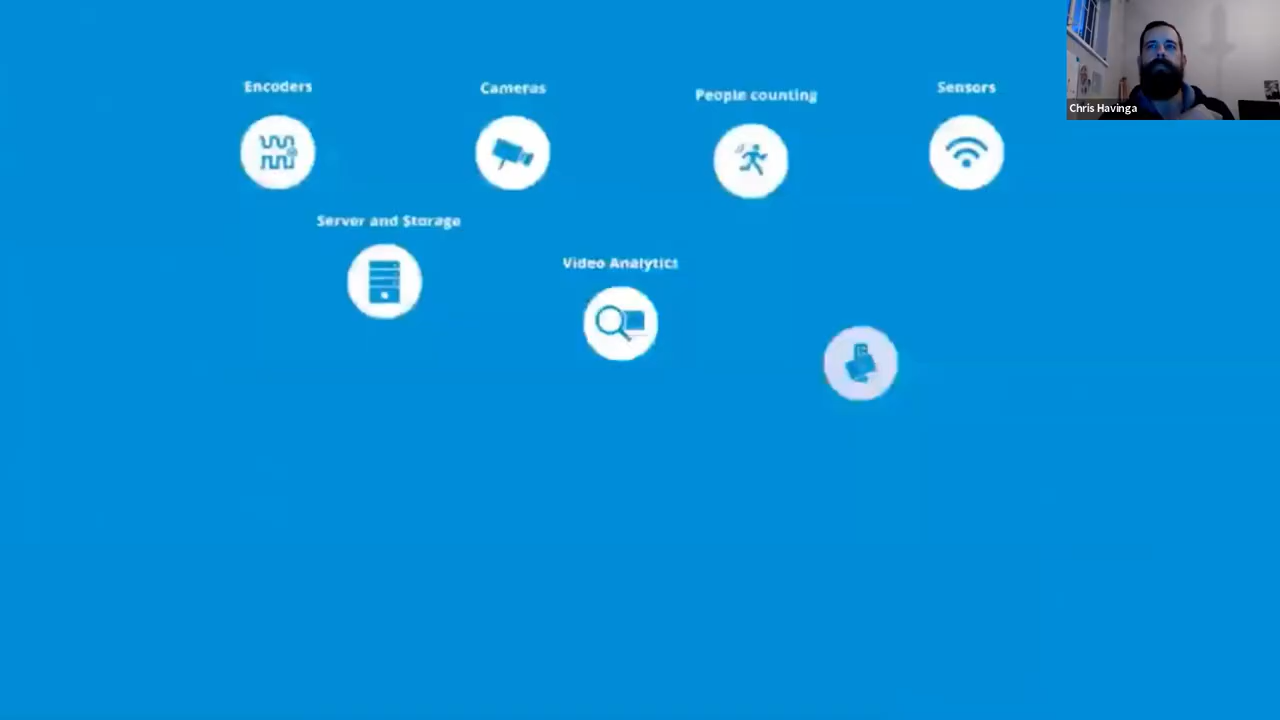 Encoders
Cameras
People counting
Sensors
Chris Havinga
Server and Storage
Video Analytics